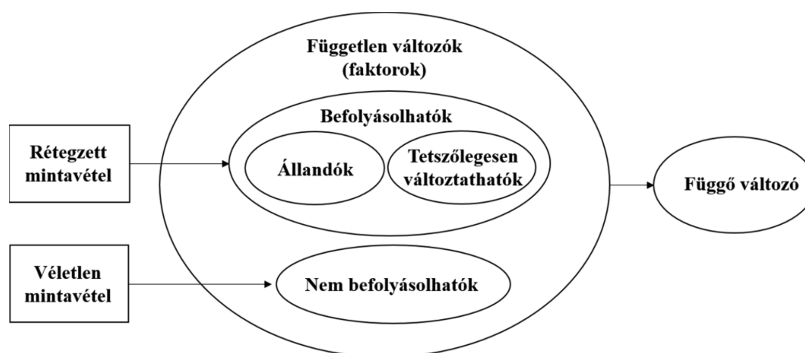 Független változók
(faktorok)
Befolyásolhatók
Rétegzett
mintavétel
Állandók
Tetszőlegesen
változtathatók
Függő változó
Véletlen
mintavétel
Nem befolyásolhatók